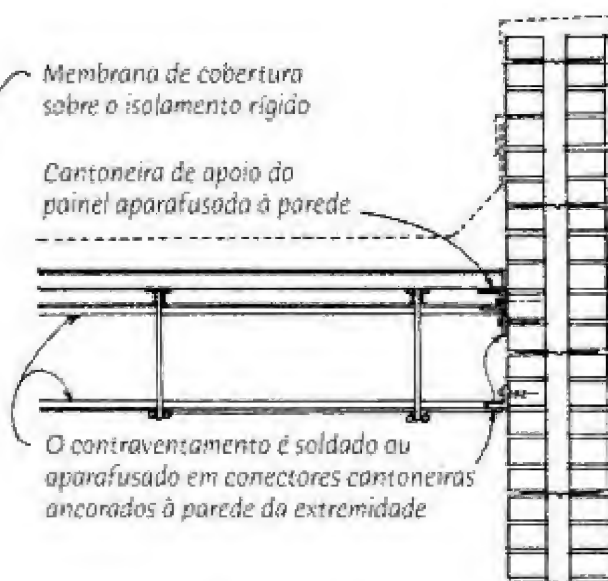 Membrana de cobertura
sobre o isolamento rígido
Cantoneira de apoio do
painel aparafusada à parede
O contraventamento é soldado ou
aparafusado em conectores cantoneiras
ancorados à parede da extremidade